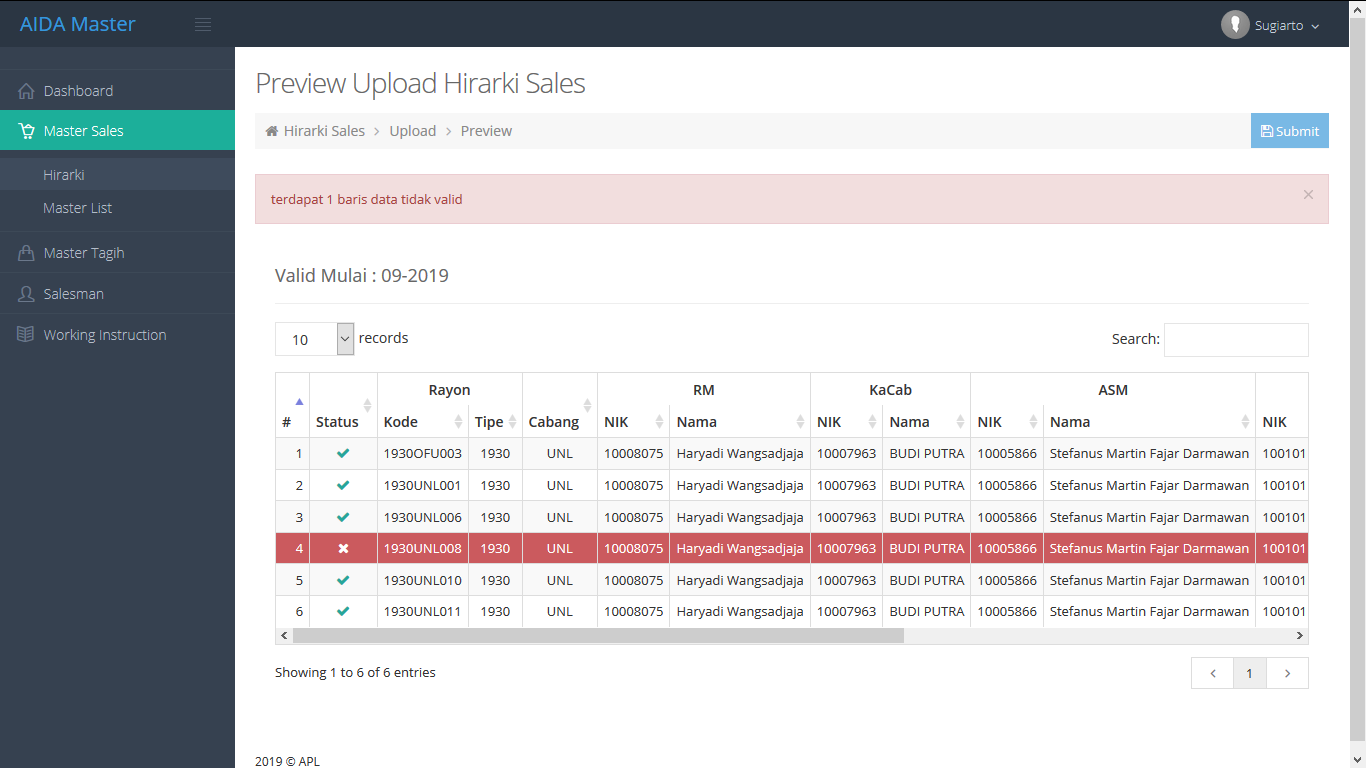 AIDA Master
Sugiarto
Dashboard
Master Sales
Hirarki
Master List
Master Tagih
Salesman
Working Instruction
Preview Upload Hirarki Sales
Hirarki Sales > Upload > Preview
Submit
terdapat 1 baris data tidak valid
×
Valid Mulai : 09-2019
10 records
Search:
Rayon RM KaCab ASM
# Status Kode Tipe Cabang NIK Nama NIK Nama NIK Nama NIK
1 1930OFU003 1930 UNL 10008075 Haryadi Wangsadjaja 10007963 BUDI PUTRA 10005866 Stefanus Martin Fajar Darmawan 100101
2 1930UNL001 1930 UNL 10008075 Haryadi Wangsadjaja 10007963 BUDI PUTRA 10005866 Stefanus Martin Fajar Darmawan 100101
3 1930UNL006 1930 UNL 10008075 Haryadi Wangsadjaja 10007963 BUDI PUTRA 10005866 Stefanus Martin Fajar Darmawan 100101
4 1930UNL008 1930 UNL 10008075 Haryadi Wangsadjaja 10007963 BUDI PUTRA 10005866 Stefanus Martin Fajar Darmawan 100101
5 1930UNL010 1930 UNL 10008075 Haryadi Wangsadjaja 10007963 BUDI PUTRA 10005866 Stefanus Martin Fajar Darmawan 100101
6 1930UNL011 1930 UNL 10008075 Haryadi Wangsadjaja 10007963 BUDI PUTRA 10005866 Stefanus Martin Fajar Darmawan 100101
Showing 1 to 6 of 6 entries
< 1 >
2019 © APL